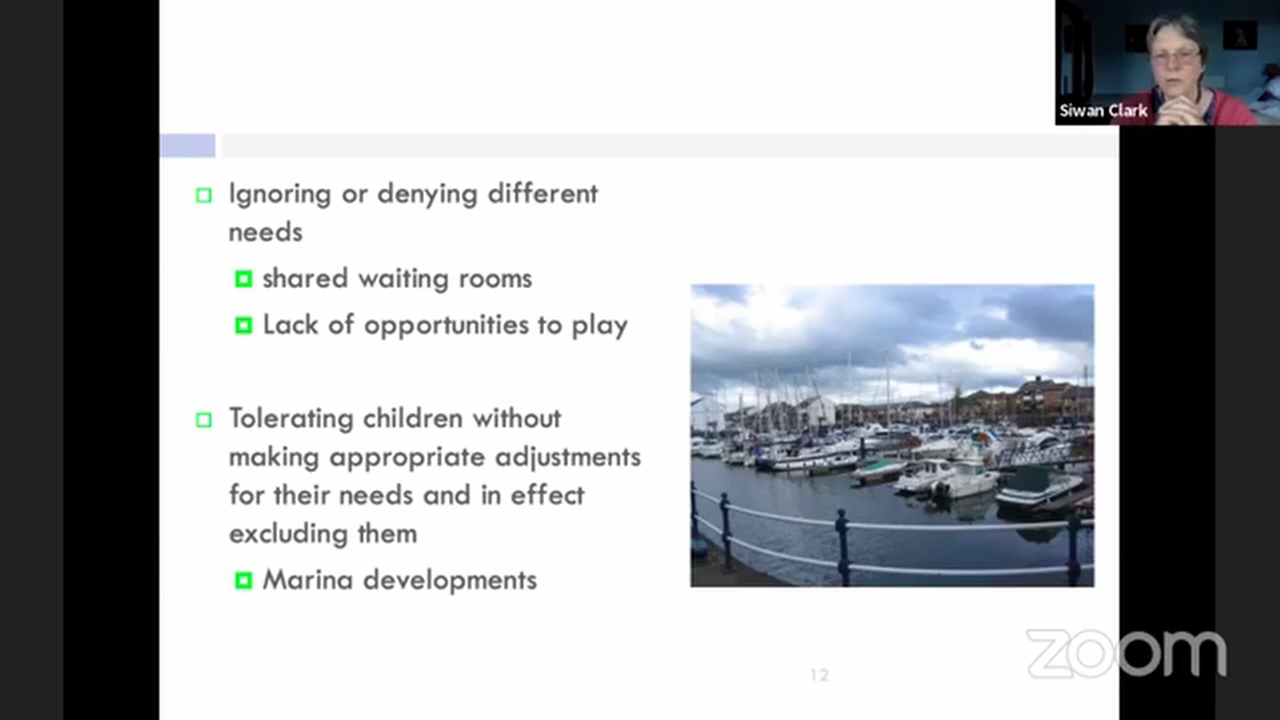 Siwan Clark
Ignoring or denying different
needs
shared waiting rooms
Lack of opportunities to play
Tolerating children without
making appropriate adjustments
for their needs and in effect
excluding them
Marina developments
12
zoom